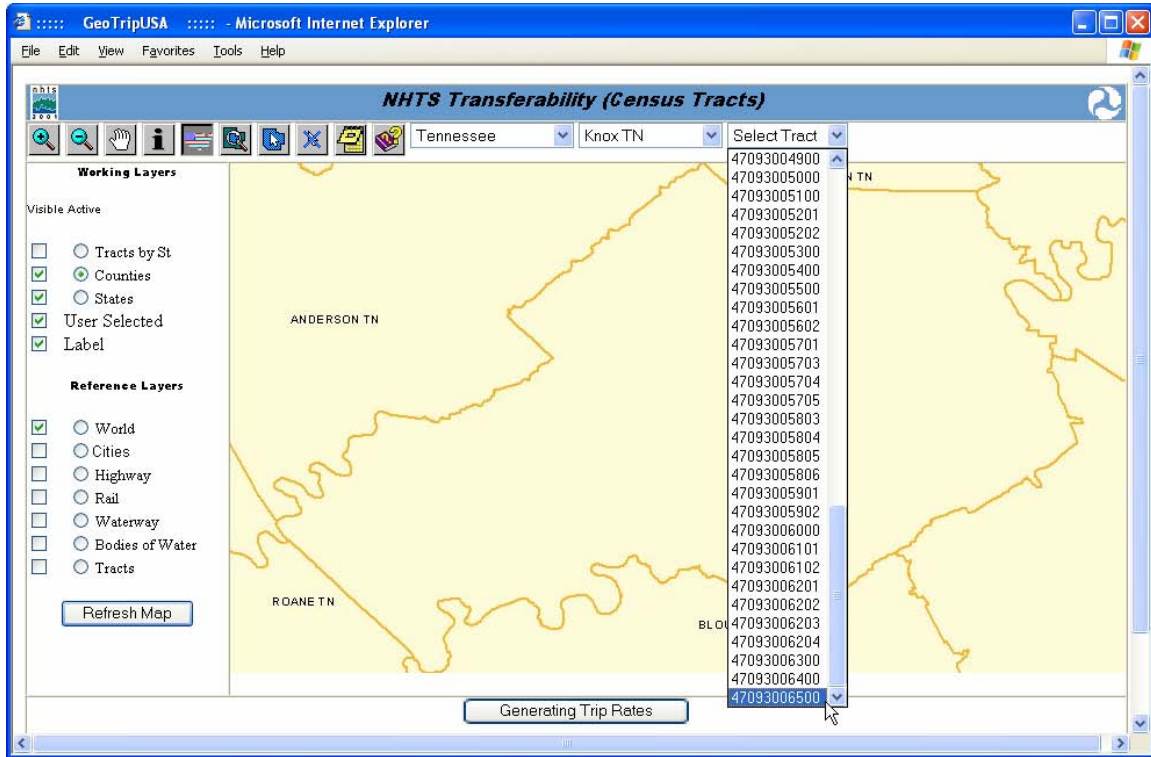 ::::: GeoTripUSA ::::: - Microsoft Internet Explorer
File Edit View Favorites Tools Help
nhts
2001
NHTS Transferability (Census Tracts)
Tennessee
Knox TN
Select Tract
Working Layers
Visible Active
Tracts by St
Counties
States
User Selected
Label
Reference Layers
World
Cities
Highway
Rail
Waterway
Bodies of Water
Tracts
Refresh Map
ANDERSON TN
ROANE TN
N TN
BLOU
47093004900
47093005000
47093005100
47093005201
47093005202
47093005300
47093005400
47093005500
47093005601
47093005602
47093005701
47093005703
47093005704
47093005705
47093005803
47093005804
47093005805
47093005806
47093005901
47093005902
47093006000
47093006101
47093006102
47093006201
47093006202
47093006203
47093006204
47093006300
47093006400
47093006500
Generating Trip Rates